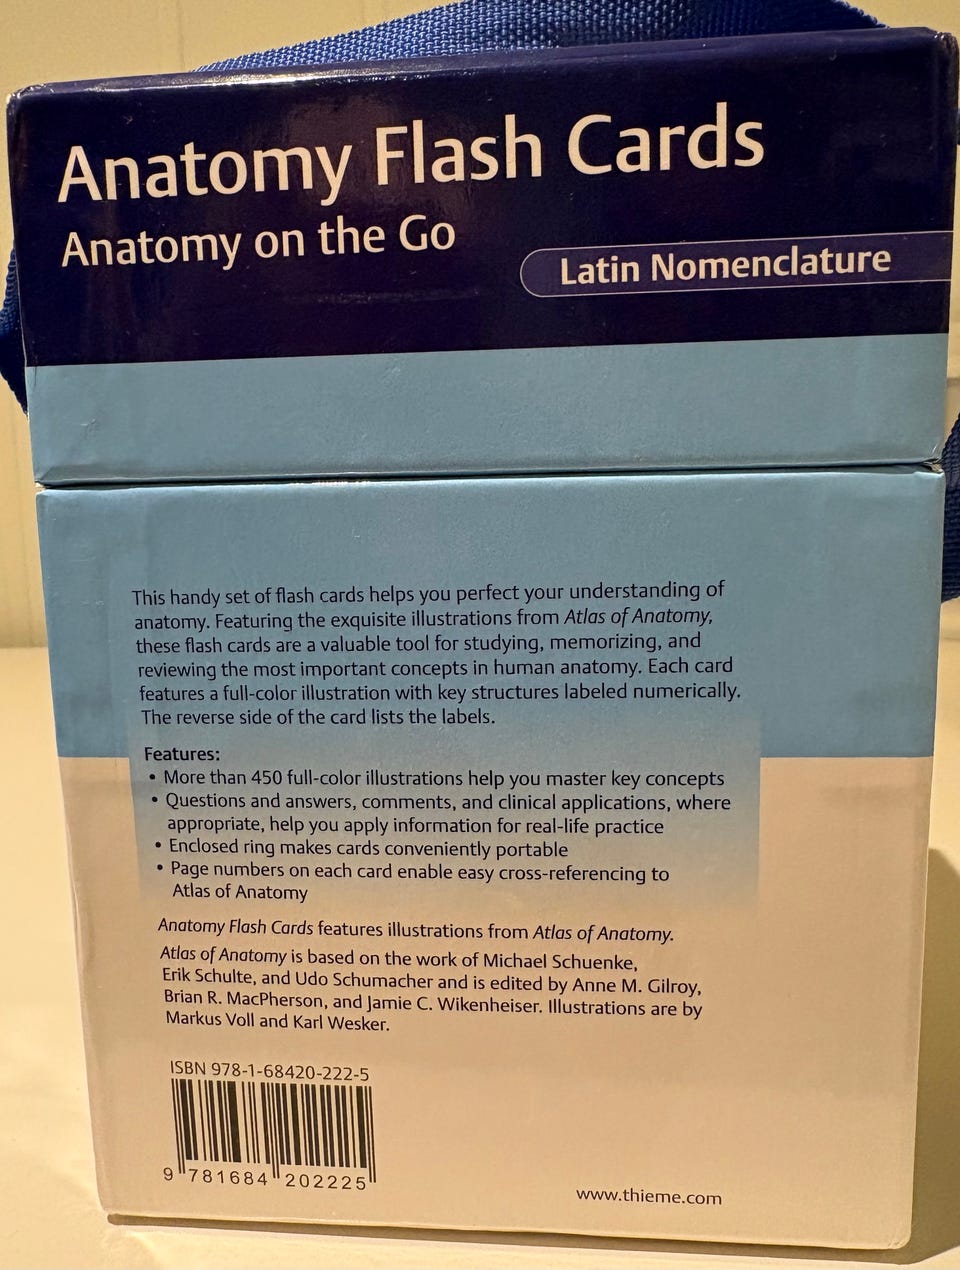 Anatomy Flash Cards
Anatomy on the Go
Latin Nomenclature
This handy set of flash cards helps you perfect your understanding of
anatomy. Featuring the exquisite illustrations from Atlas of Anatomy,
these flash cards are a valuable tool for studying, memorizing, and
reviewing the most important concepts in human anatomy. Each card
features a full-color illustration with key structures labeled numerically.
The reverse side of the card lists the labels.
Features:
• More than 450 full-color illustrations help you master key concepts
• Questions and answers, comments, and clinical applications, where
appropriate, help you apply information for real-life practice
• Enclosed ring makes cards conveniently portable
• Page numbers on each card enable easy cross-referencing to
Atlas of Anatomy
Anatomy Flash Cards features illustrations from Atlas of Anatomy.
Atlas of Anatomy is based on the work of Michael Schuenke,
Erik Schulte, and Udo Schumacher and is edited by Anne M. Gilroy,
Brian R. MacPherson, and Jamie C. Wikenheiser. Illustrations are by
Markus Voll and Karl Wesker.
ISBN 978-1-68420-222-5
9 781684 202225
www.thieme.com